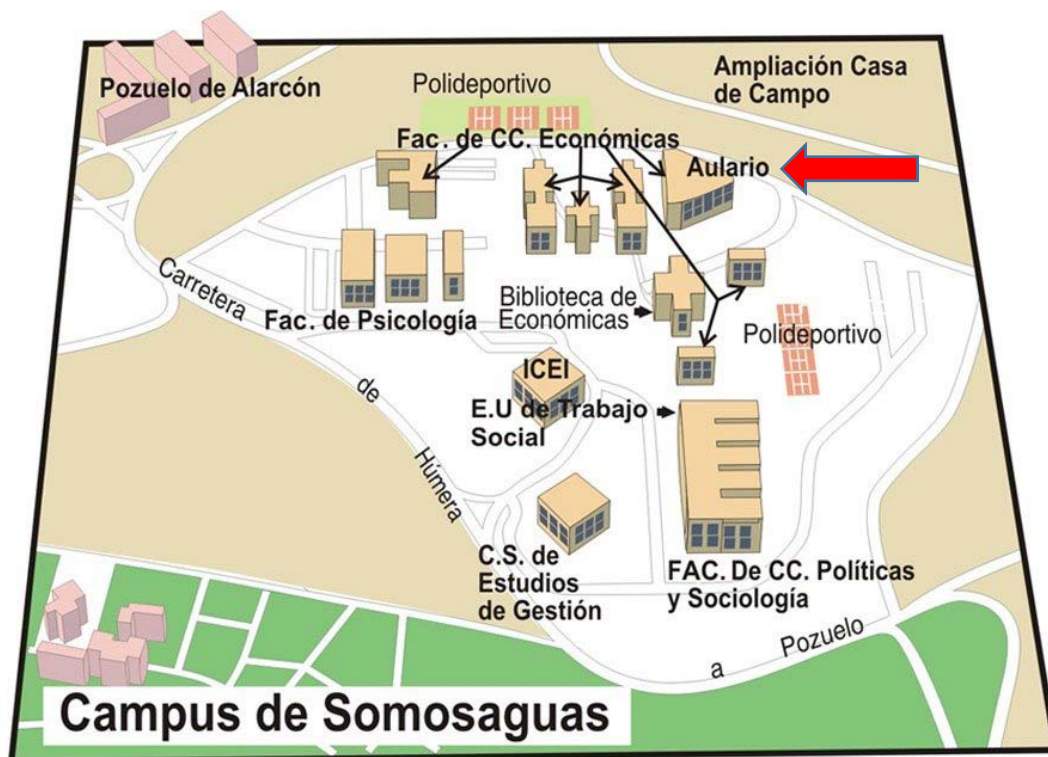 Pozuelo de Alarcón
Polideportivo
Ampliación Casa
de Campo
Fac. de CC. Económicas
Aulario
Carretera
de
Húmera
a
Pozuelo
Fac. de Psicología
Biblioteca de
Económicas
Polideportivo
ICEI
E.U de Trabajo
Social
C.S. de
Estudios
de Gestión
FAC. De CC. Políticas
y Sociología
Campus de Somosaguas